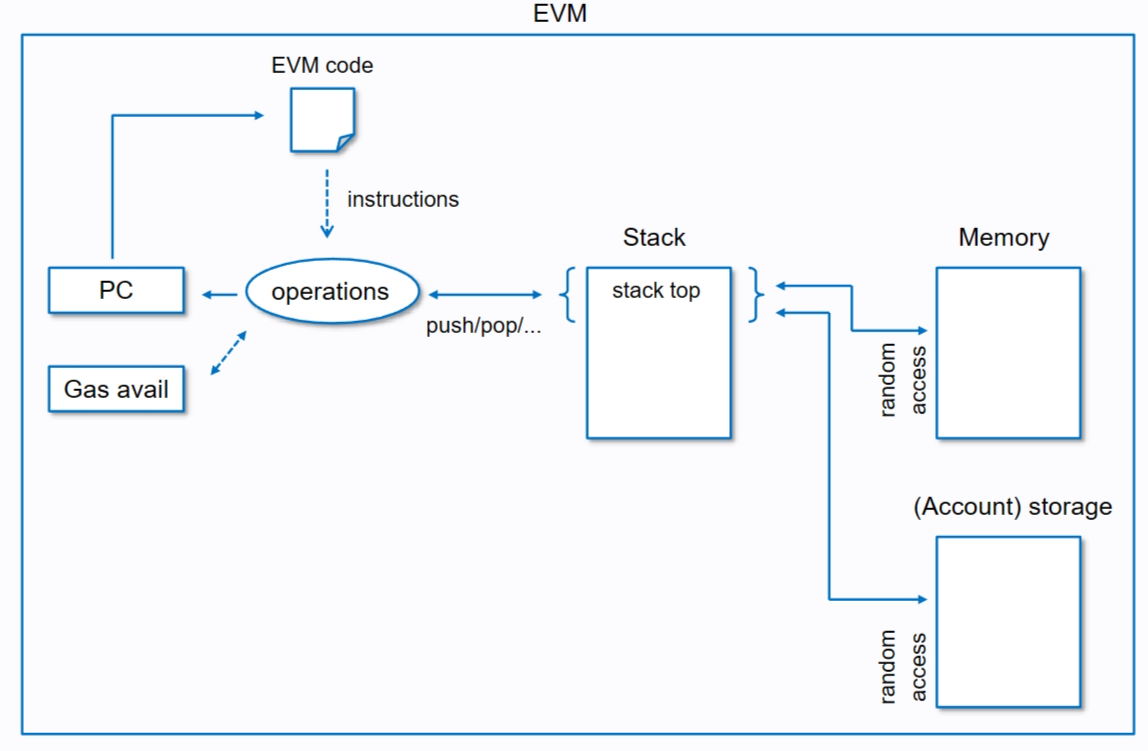 EVM
EVM code
instructions
Stack
Memory
PC
operations
stack top
push/pop/...
Gas avail
random
access
(Account) storage
random
access